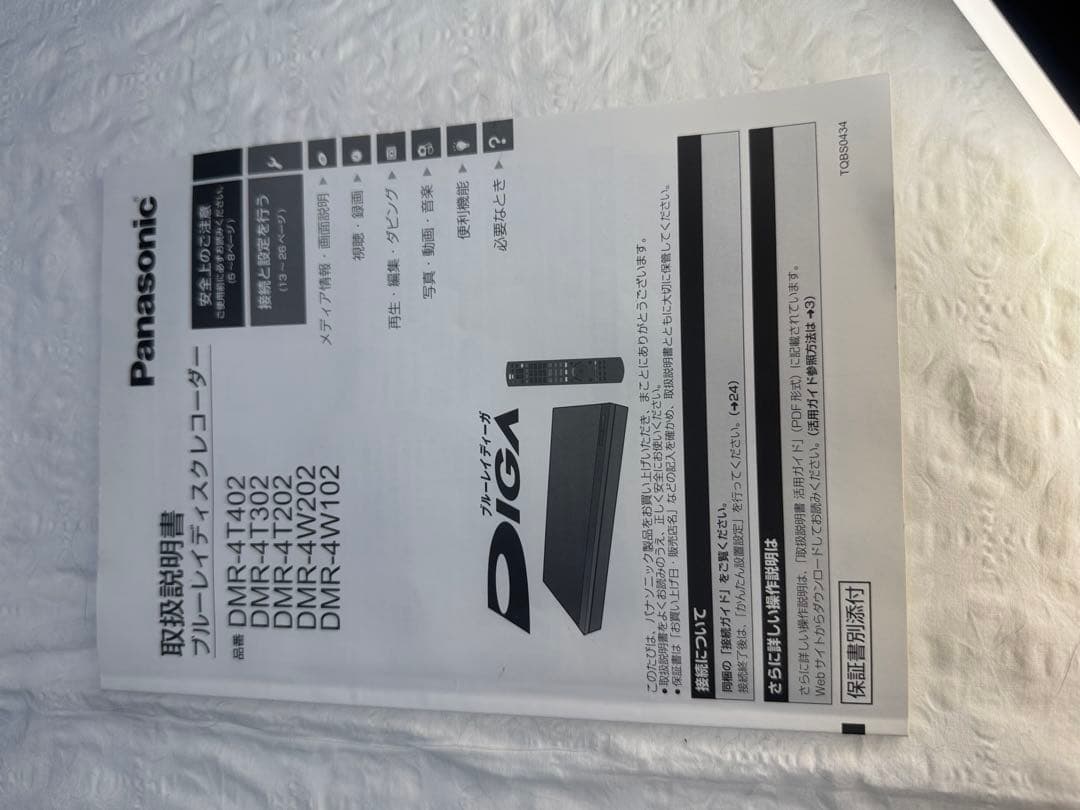 Panasonic
取扱説明書
ブルーレイディスクレコーダー
品番 DMR-4T402
DMR-4T302
DMR-4T202
DMR-4W202
DMR-4W102
安全上のご注意
ご使用前に必ずお読みください。
(5~8ページ)
接続と設定を行う
(13~26ページ)
メディア情報・画面説明
視聴・録画
再生・編集・ダビング
写真・動画・音楽
便利機能
必要なとき
?
ブルーレイディーガ
DIGA
このたびは、パナソニック製品をお買い上げいただき、まことにありがとうございます。
●取扱説明書をよくお読みのうえ、正しく安全にお使いください。
●保証書は「お買い上げ日・販売店名」などの記入を確かめ、取扱説明書とともに大切に保管してください。
接続について
同梱の「接続ガイド」をご覧ください。
接続終了後は、「かんたん設置設定」を行ってください。(➔24)
さらに詳しい操作説明は
さらに詳しい操作説明は、「取扱説明書 活用ガイド」(PDF 形式) に記載されています。
Web サイトからダウンロードしてお読みください。(活用ガイド参照方法は ➔3)
保証書別添付
TQBS0434